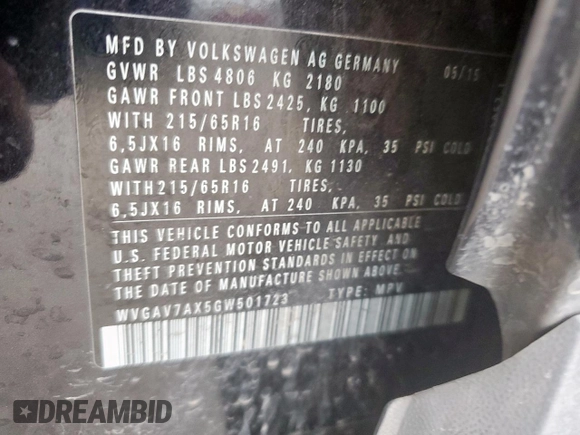 MFD BY VOLKSWAGEN AG GERMANY 05/15
GVWR LBS 4806 KG 2180
GAWR FRONT LBS 2425, KG 1100
WITH 215/65R16 TIRES,
6,5JX16 RIMS, AT 240 KPA, 35 PSI COLD
GAWR REAR LBS 2491, KG 1130
WITH 215/65R16 TIRES,
6,5JX16 RIMS, AT 240 KPA, 35 PSI COLD
THIS VEHICLE CONFORMS TO ALL APPLICABLE
U.S. FEDERAL MOTOR VEHICLE SAFETY AND
THEFT PREVENTION STANDARDS IN EFFECT ON
THE DATE OF MANUFACTURE SHOWN ABOVE.
WVGAV7AX5GW501723 TYPE: MPV
DREAMBID